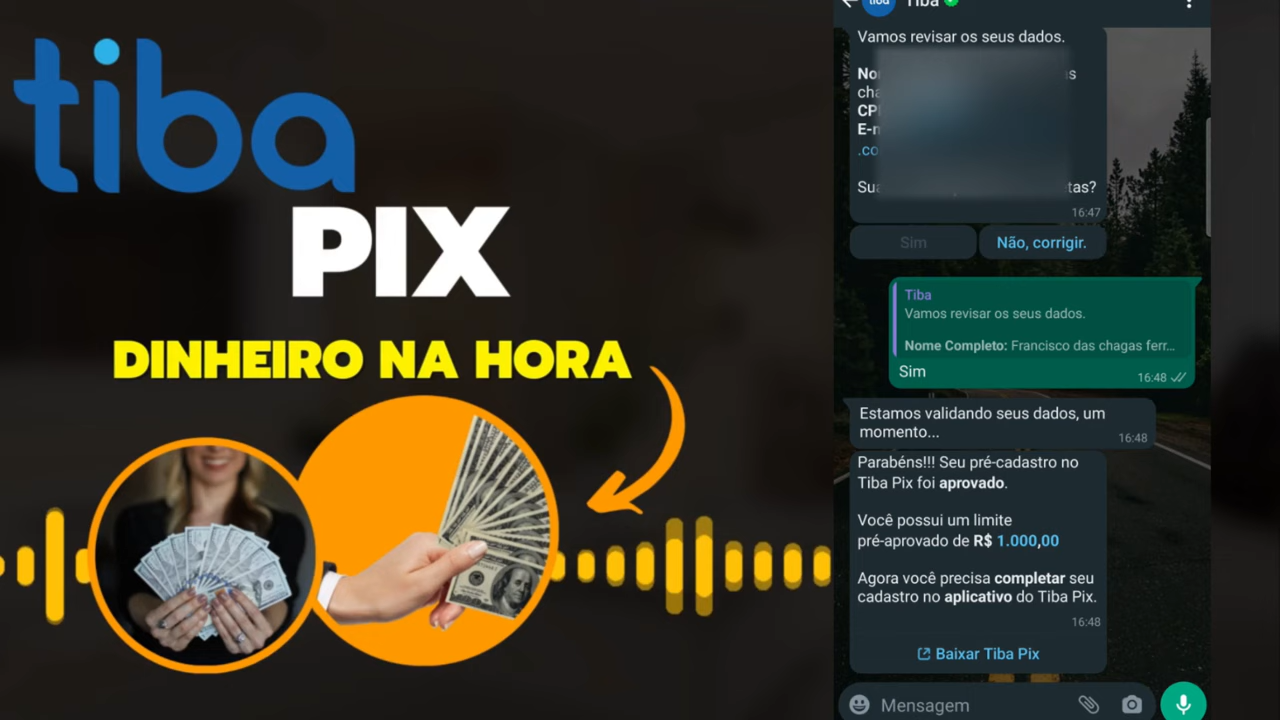 tiba
PIX
DINHEIRO NA HORA
tiba
Tiba
Vamos revisar os seus dados.
.co
Sim
Não, corrigir.
16:47
Tiba
Vamos revisar os seus dados.
Nome Completo: Francisco das chagas ferr...
Sim
16:48
Estamos validando seus dados, um
momento...
16:48
Parabéns!!! Seu pré-cadastro no
Tiba Pix foi aprovado.
Você possui um limite
pré-aprovado de R$ 1.000,00
Agora você precisa completar seu
cadastro no aplicativo do Tiba Pix.
16:48
Baixar Tiba Pix
Mensagem